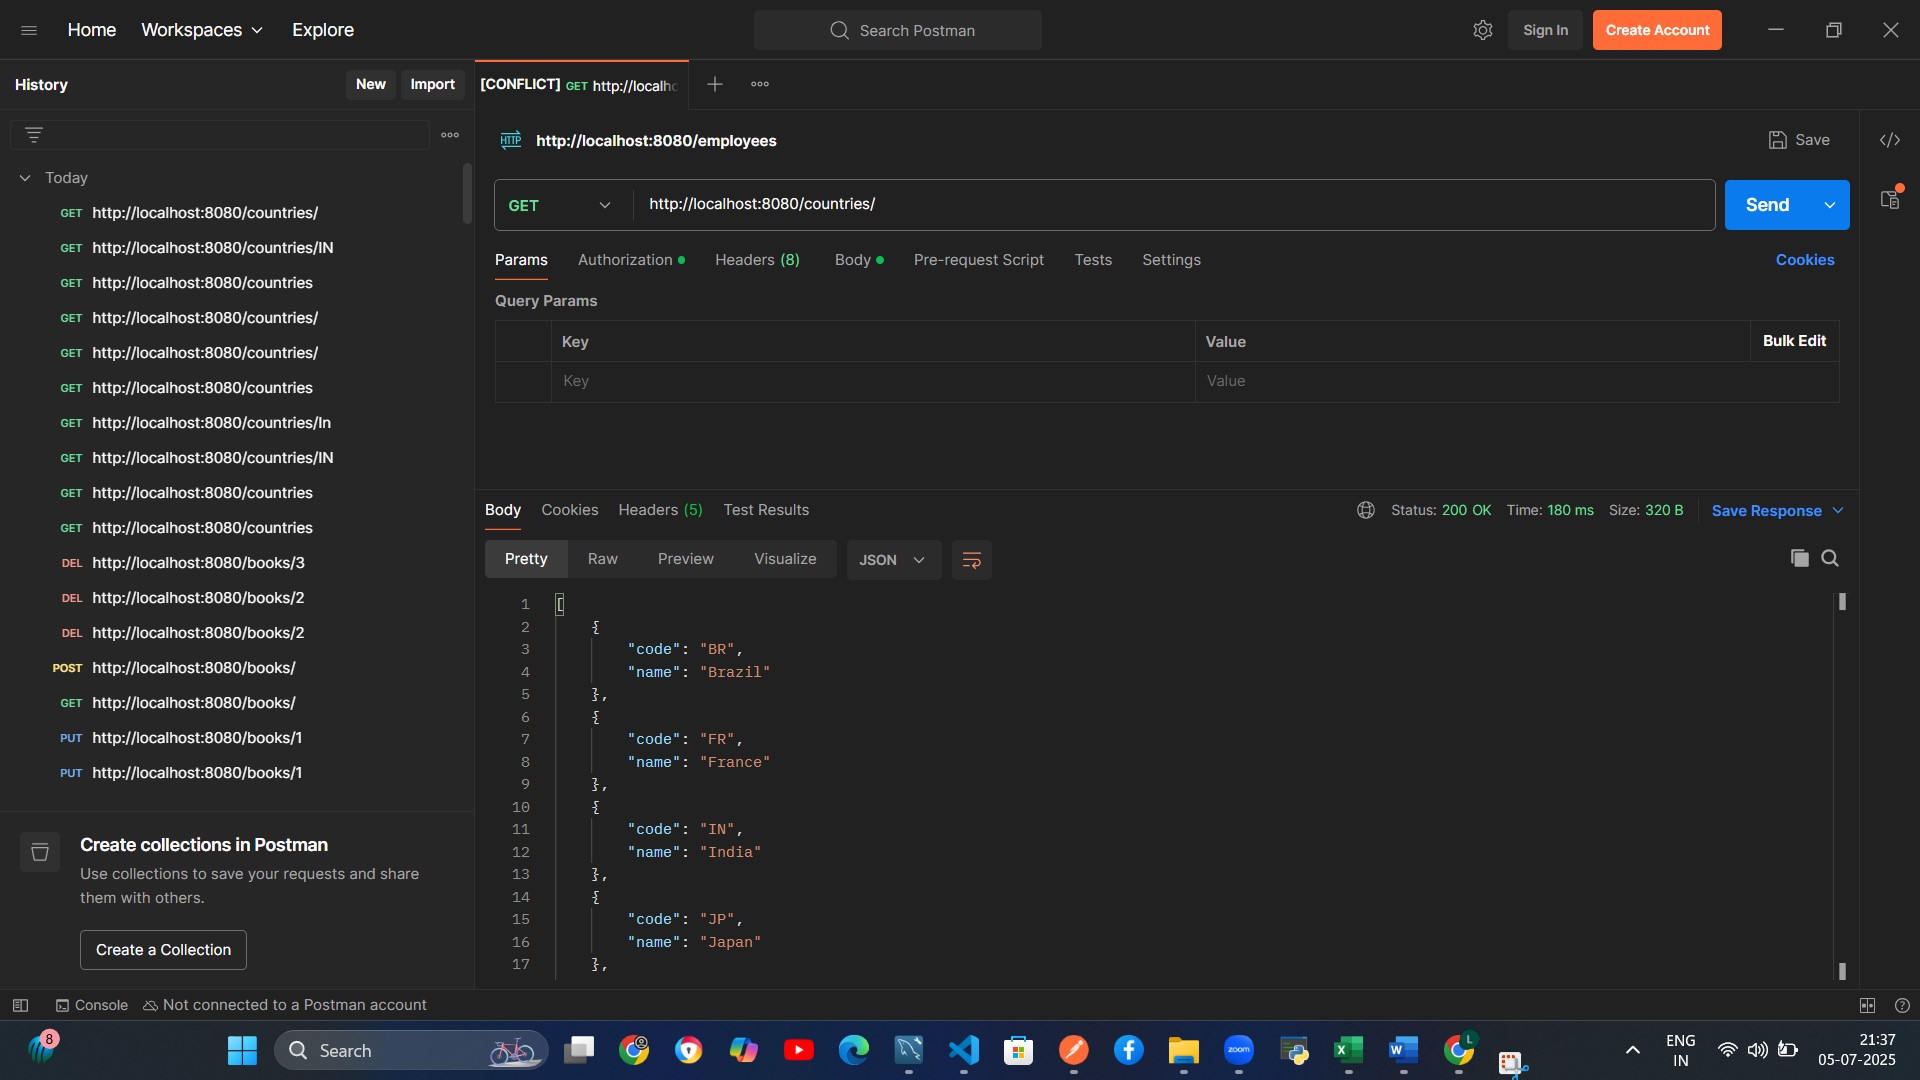 Home
Workspaces
Explore
Search Postman
Sign In
Create Account
History
New
Import
[CONFLICT] GET http://localho
HTTP http://localhost:8080/employees
Save
Today
GET http://localhost:8080/countries/
GET http://localhost:8080/countries/IN
GET http://localhost:8080/countries
GET http://localhost:8080/countries/
GET http://localhost:8080/countries/
GET http://localhost:8080/countries
GET http://localhost:8080/countries/In
GET http://localhost:8080/countries/IN
GET http://localhost:8080/countries
GET http://localhost:8080/countries
DEL http://localhost:8080/books/3
DEL http://localhost:8080/books/2
DEL http://localhost:8080/books/2
POST http://localhost:8080/books/
GET http://localhost:8080/books/
PUT http://localhost:8080/books/1
PUT http://localhost:8080/books/1
Create collections in Postman
Use collections to save your requests and share
them with others.
Create a Collection
GET
http://localhost:8080/countries/
Send
Params
Authorization
Headers (8)
Body
Pre-request Script
Tests
Settings
Cookies
Query Params
Key
Value
Bulk Edit
Key
Value
Body
Cookies
Headers (5)
Test Results
Status: 200 OK
Time: 180 ms
Size: 320 B
Save Response
Pretty
Raw
Preview
Visualize
JSON
1 [
2 {
3 "code": "BR",
4 "name": "Brazil"
5 },
6 {
7 "code": "FR",
8 "name": "France"
9 },
10 {
11 "code": "IN",
12 "name": "India"
13 },
14 {
15 "code": "JP",
16 "name": "Japan"
17 },
Console
Not connected to a Postman account
8
Search
zoom
X
W
L
ENG
IN
21:37
05-07-2025